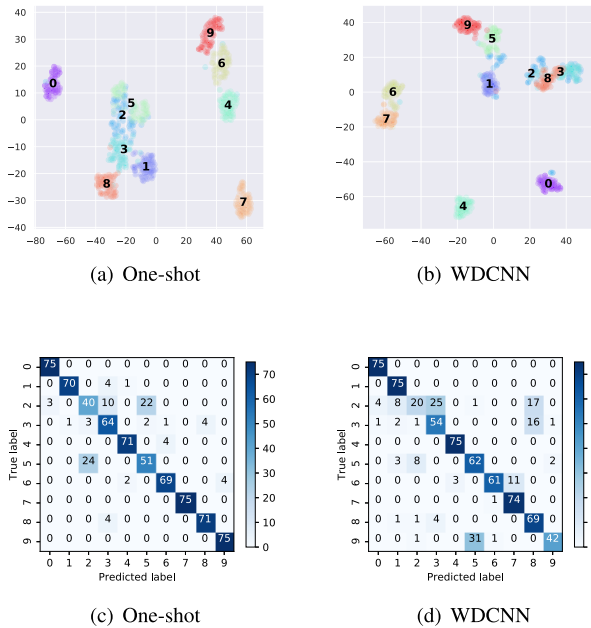 40
30
20
10
0
−10
−20
−30
−40
−80 −60 −40 −20 0 20 40 60
9
6
0
4
5
2
3
1
8
7
(a) One-shot
40
20
0
−20
−40
−60
−60 −40 −20 0 20 40
9
5
2 8 3
1
6
7
0
4
(b) WDCNN
True label
0 75 0 0 0 0 0 0 0 0 0
1 0 70 0 4 1 0 0 0 0 0
2 3 0 40 10 0 22 0 0 0 0
3 0 1 3 64 0 2 1 0 4 0
4 0 0 0 0 71 0 4 0 0 0
5 0 0 24 0 0 51 0 0 0 0
6 0 0 0 0 2 0 69 0 0 4
7 0 0 0 0 0 0 0 75 0 0
8 0 0 0 4 0 0 0 0 71 0
9 0 0 0 0 0 0 0 0 0 75
0 1 2 3 4 5 6 7 8 9
Predicted label
70
60
50
40
30
20
10
0
(c) One-shot
True label
0 75 0 0 0 0 0 0 0 0 0
1 0 75 0 0 0 0 0 0 0 0
2 4 8 20 25 0 1 0 0 17 0
3 1 2 1 54 0 0 0 0 16 1
4 0 0 0 0 75 0 0 0 0 0
5 0 3 8 0 0 62 0 0 0 2
6 0 0 0 0 3 0 61 11 0 0
7 0 0 0 0 0 0 1 74 0 0
8 0 1 1 4 0 0 0 0 69 0
9 0 0 0 0 0 31 1 0 1 42
0 1 2 3 4 5 6 7 8 9
Predicted label
(d) WDCNN